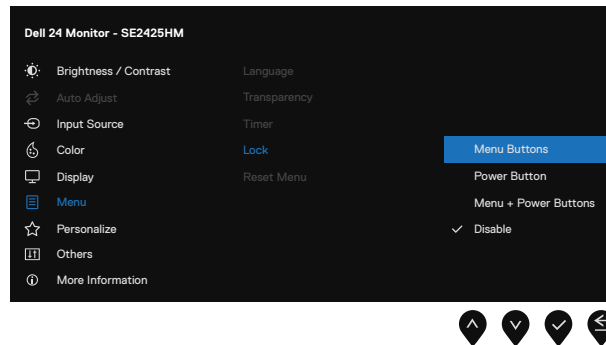 Dell 24 Monitor - SE2425HM
Brightness / Contrast
Language
Auto Adjust
Transparency
Input Source
Timer
Color
Lock
Menu Buttons
Display
Reset Menu
Power Button
Menu
Menu + Power Buttons
Personalize
Disable
Others
More Information